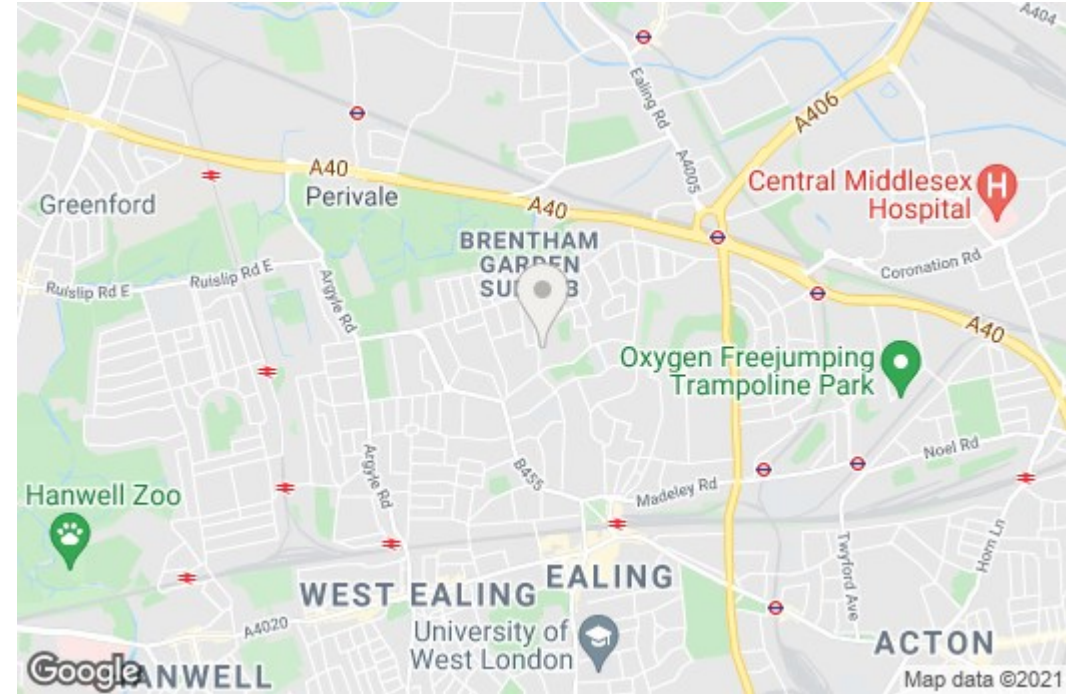 A404
Ealing Rd
A406
A40
Perivale
A4005
Central Middlesex
Hospital
H
Greenford
A40
BRENTHAM
GARDEN
Coronation Rd
Ruislip Rd E
Ruislip Rd E
Argyle Rd
A40
Oxygen Freejumping
Trampoline Park
Argyle Rd
B455
Noel Rd
Madeley Rd
Hanwell Zoo
Twyford Ave
Horn Ln
WEST EALING
EALING
A4020
University of
West London
ACTON
Google
Map data ©2021